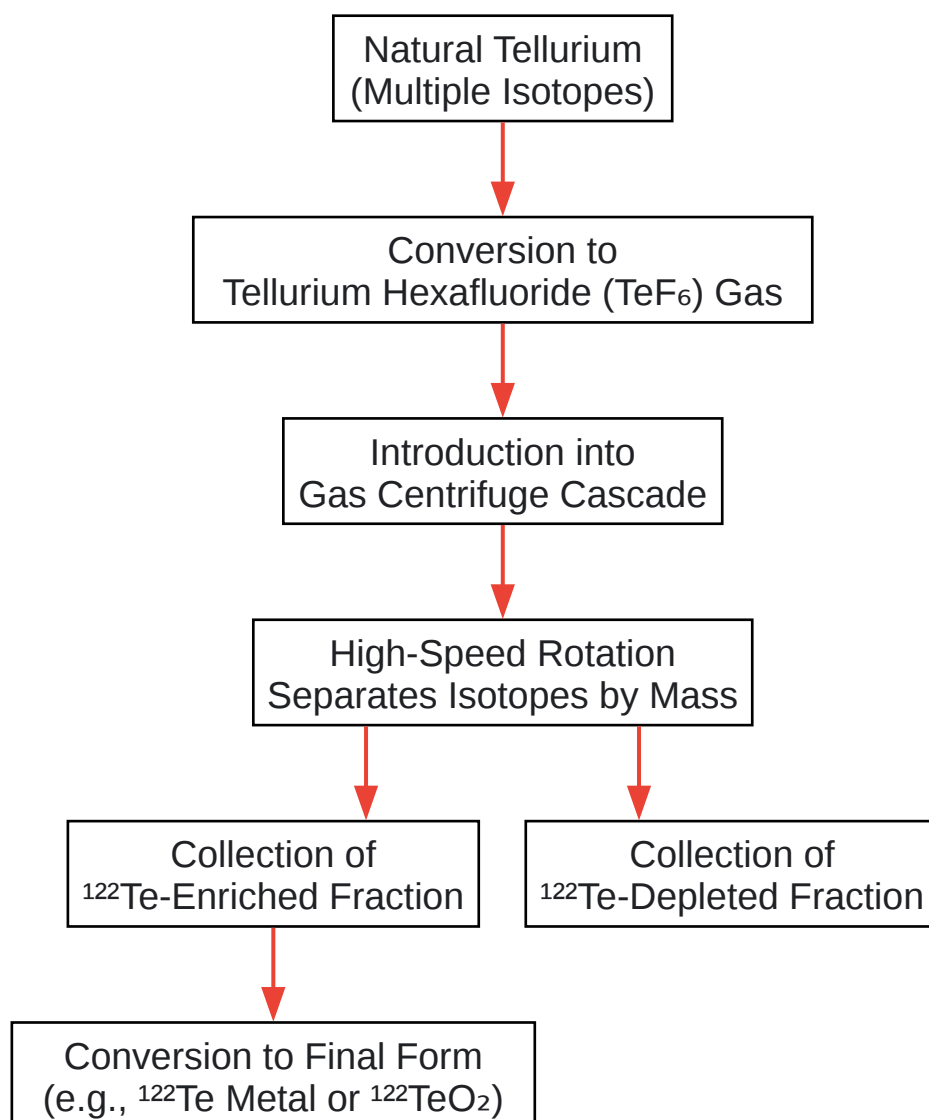 Natural Tellurium
(Multiple Isotopes)
Conversion to
Tellurium Hexafluoride (TeF₆) Gas
Introduction into
Gas Centrifuge Cascade
High-Speed Rotation
Separates Isotopes by Mass
Collection of
¹²²Te-Enriched Fraction
Collection of
¹²²Te-Depleted Fraction
Conversion to Final Form
(e.g., ¹²²Te Metal or ¹²²TeO₂)